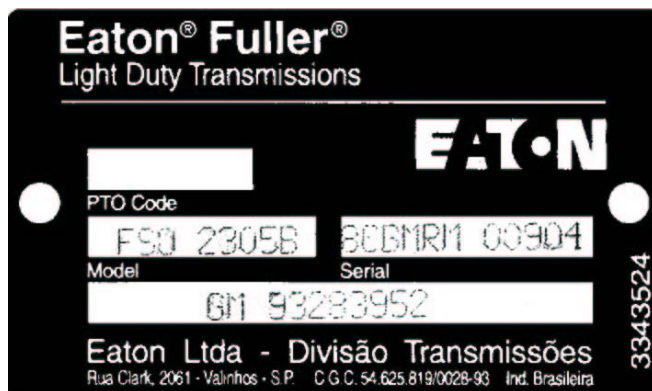 Eaton® Fuller®
Light Duty Transmissions
EATON
PTO Code
FSO 2305B 8CBMRM 00904
Model Serial
GM 93283952
Eaton Ltda - Divisão Transmissões
Rua Clark, 2061 - Valinhos - S.P. C.G.C. 54.625.819/0028-93 Ind. Brasileira
3343524